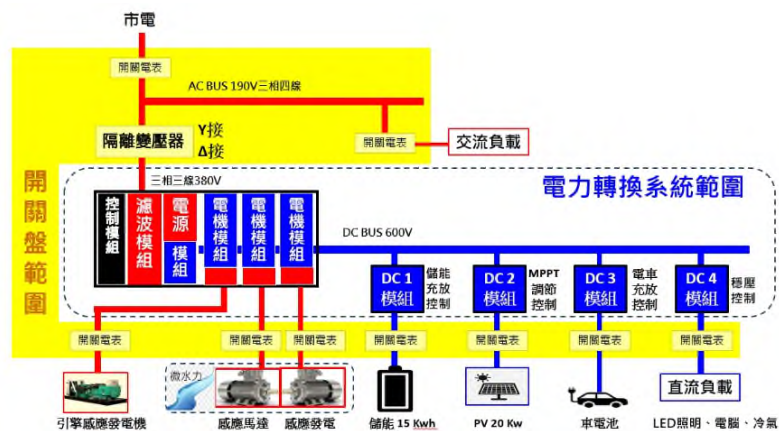 市電
開關電表
AC BUS 190V三相四線
隔離變壓器
Y接
Δ接
開關電表
交流負載
開關盤範圍
三相三線380V
電力轉換系統範圍
控制模組
濾波模組
電源
模組
電機模組
電機模組
電機模組
DC BUS 600V
DC 1
模組
儲能
充放
控制
DC 2
模組
MPPT
調節
控制
DC 3
模組
電車
充放
控制
DC 4
模組
穩壓
控制
開關電表
開關電表
開關電表
開關電表
開關電表
開關電表
開關電表
微水力
直流負載
引擎感應發電機
感應馬達
感應發電
儲能 15 Kwh
PV 20 Kw
車電池
LED照明、電腦、冷氣